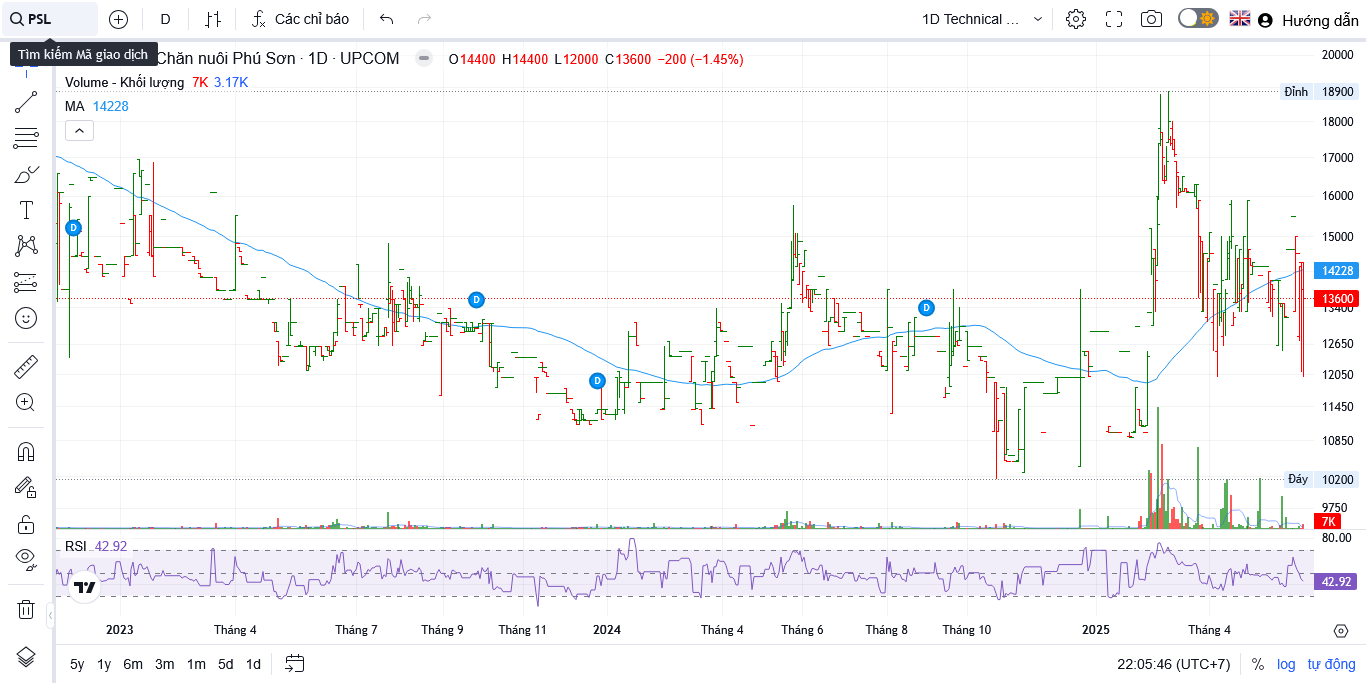 PSL D Các chỉ báo 1D Technical ... Hướng dẫn
Tìm kiếm Mã giao dịch
Chăn nuôi Phú Sơn · 1D · UPCOM O14400 H14400 L12000 C13600 −200 (−1.45%)
Volume - Khối lượng 7K 3.17K
MA 14228
20000
Đỉnh 18900
18000
17000
16000
15000
14228
13600
13400
12650
12050
11450
10850
Đáy 10200
9750
7K
D
D
D
D
RSI 42.92
80.00
42.92
2023 Tháng 4 Tháng 7 Tháng 9 Tháng 11 2024 Tháng 4 Tháng 6 Tháng 8 Tháng 10 2025 Tháng 4
5y 1y 6m 3m 1m 5d 1d 22:05:46 (UTC+7) % log tự động